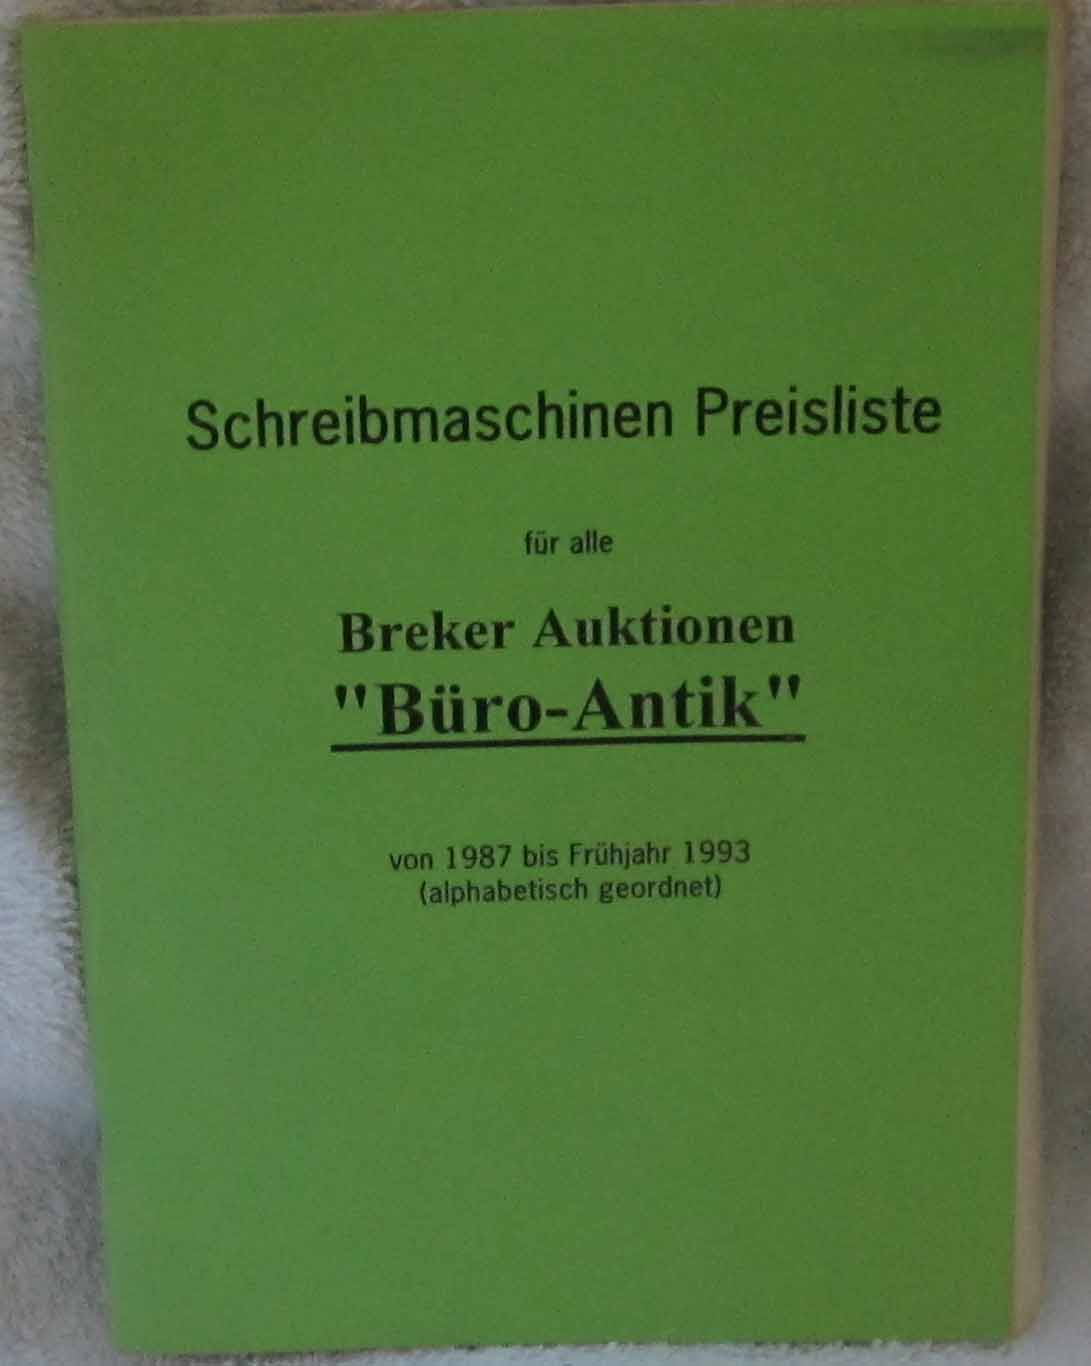 Schreibmaschinen Preisliste
für alle
Breker Auktionen
"Büro-Antik"
von 1987 bis Frühjahr 1993
(alphabetisch geordnet)